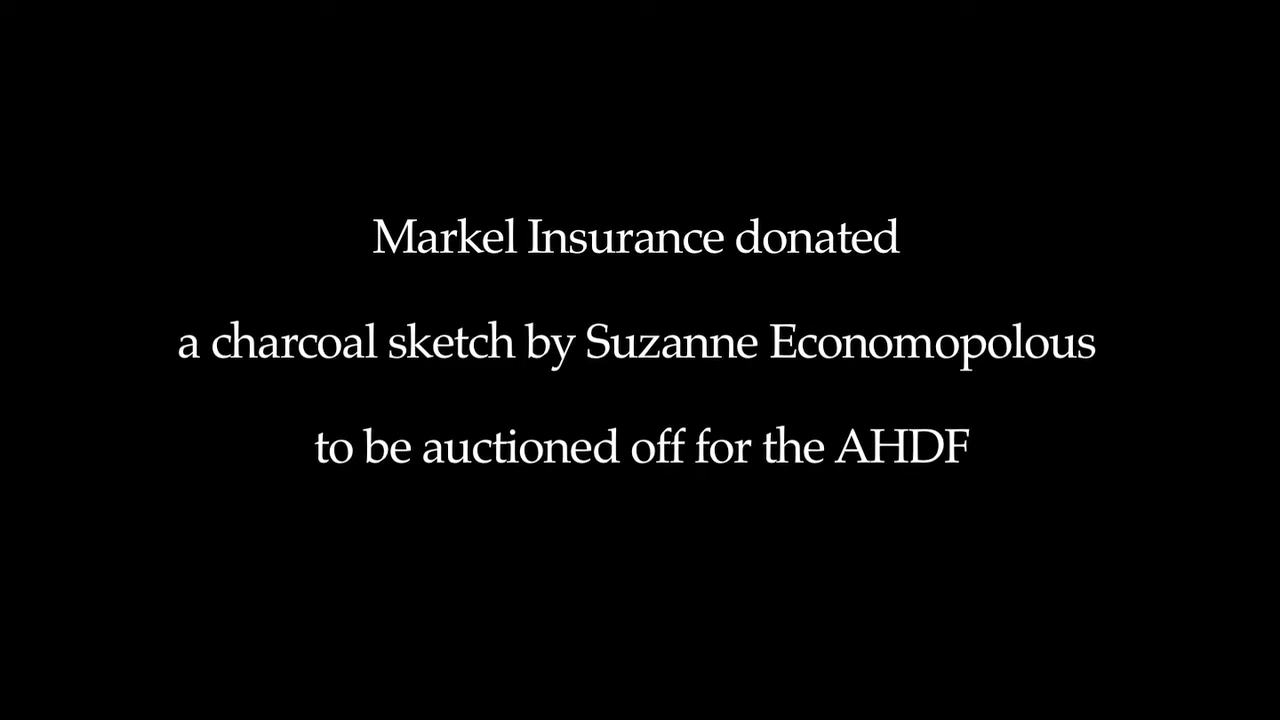 Markel Insurance donated
a charcoal sketch by Suzanne Economopolous
to be auctioned off for the AHDF